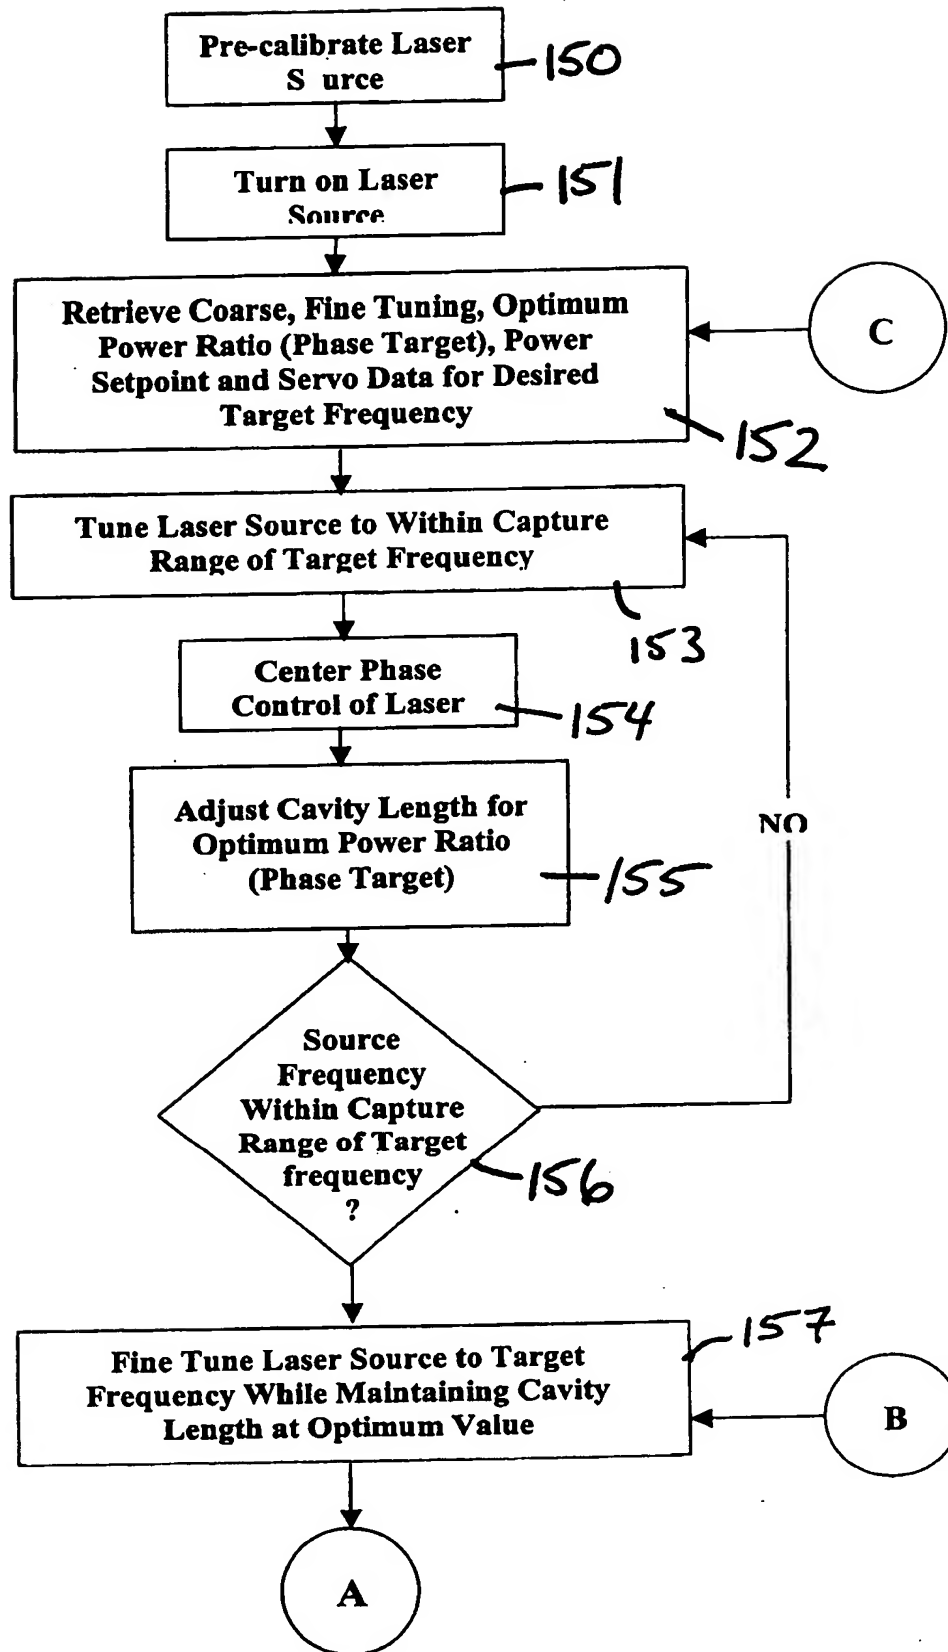 Pre-calibrate Laser
S urce
150
Turn on Laser
Source
151
Retrieve Coarse, Fine Tuning, Optimum
Power Ratio (Phase Target), Power
Setpoint and Servo Data for Desired
Target Frequency
C
152
Tune Laser Source to Within Capture
Range of Target Frequency
153
Center Phase
Control of Laser
154
Adjust Cavity Length for
Optimum Power Ratio
(Phase Target)
NO
155
Source
Frequency
Within Capture
Range of Target
frequency
?
156
157
Fine Tune Laser Source to Target
Frequency While Maintaining Cavity
Length at Optimum Value
B
A